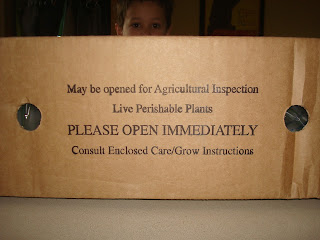 May be opened for Agricultural Inspection
Live Perishable Plants
PLEASE OPEN IMMEDIATELY
Consult Enclosed Care/Grow Instructions